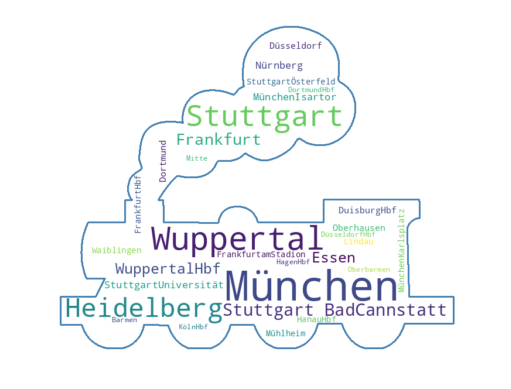 Düsseldorf
Nürnberg
StuttgartÖsterfeld
DortmundHbf
MünchenIsartor
Stuttgart
Frankfurt
Mitte
Dortmund
FrankfurtHbf
DuisburgHbf
MünchenKarlsplatz
Oberhausen
DüsseldorfHbf
Lindau
Wuppertal
Waiblingen
FrankfurtamStadion
HagenHbf
Essen
Oberbarmen
WuppertalHbf
München
StuttgartUniversität
Heidelberg
Stuttgart BadCannstatt
Barmen
KölnHbf
HanauHbf
Mühlheim